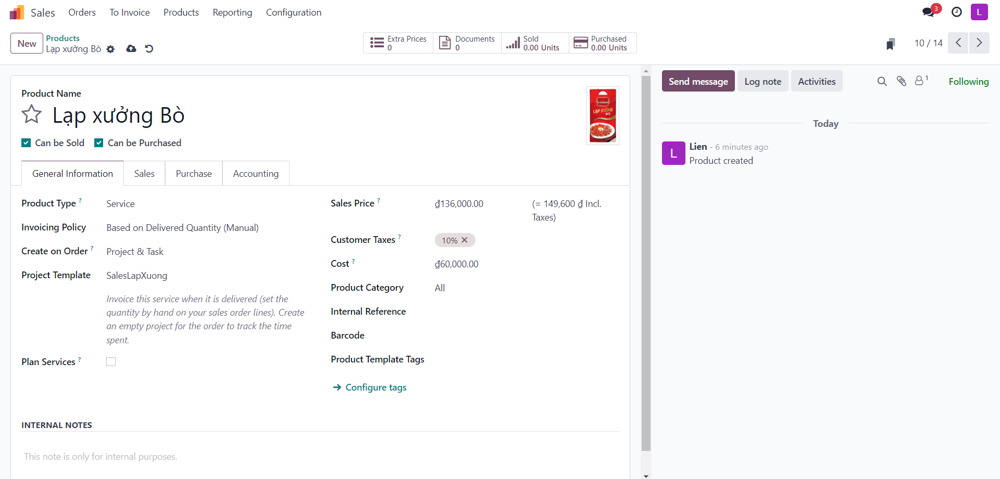 Sales Orders To Invoice Products Reporting Configuration 3 L
New Products Extra Prices Documents Sold Purchased
Lạp xưởng Bò 0 0 0.00 Units 0.00 Units 10 / 14
Send message Log note Activities 1 Following
Product Name
VISSAN
LẠP XƯỞNG
BÒ
Lạp xưởng Bò
Today
Can be Sold Can be Purchased
L Lien - 6 minutes ago
Product created
General Information Sales Purchase Accounting
Product Type ? Service
Invoicing Policy Based on Delivered Quantity (Manual)
Create on Order ? Project & Task
Project Template SalesLapXuong
Invoice this service when it is delivered (set the
quantity by hand on your sales order lines). Create
an empty project for the order to track the time
spent.
Plan Services ?
Sales Price ? ₫136,000.00 (= 149,600 ₫ Incl.
Taxes)
Customer Taxes ? 10%
Cost ? ₫60,000.00
Product Category All
Internal Reference
Barcode
Product Template Tags
Configure tags
INTERNAL NOTES
This note is only for internal purposes.